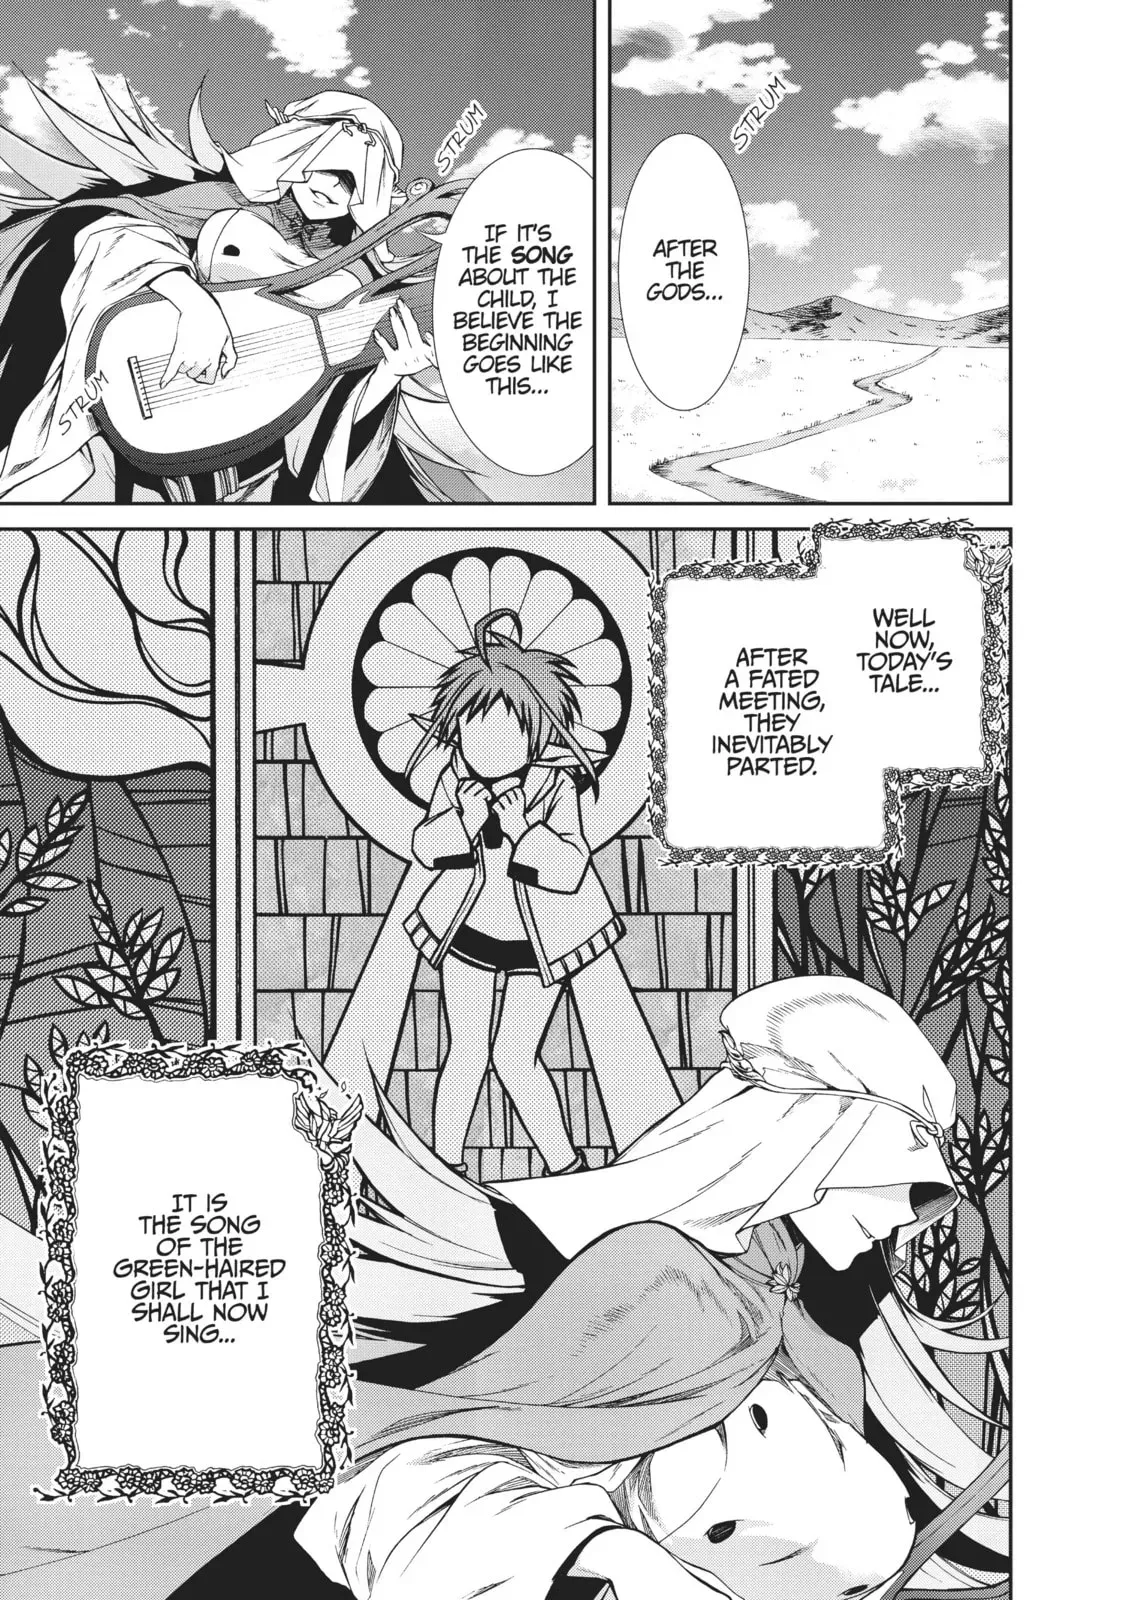 AFTER
THE
GODS...
STRUM
IF IT'S
THE SONG
ABOUT THE
CHILD, I
BELIEVE THE
BEGINNING
GOES LIKE
THIS...
STRUM
STRUM
WELL
NOW,
TODAY'S
TALE...
AFTER
A FATED
MEETING,
THEY
INEVITABLY
PARTED.
IT IS
THE SONG
OF THE
GREEN-HAIRED
GIRL THAT I
SHALL NOW
SING...